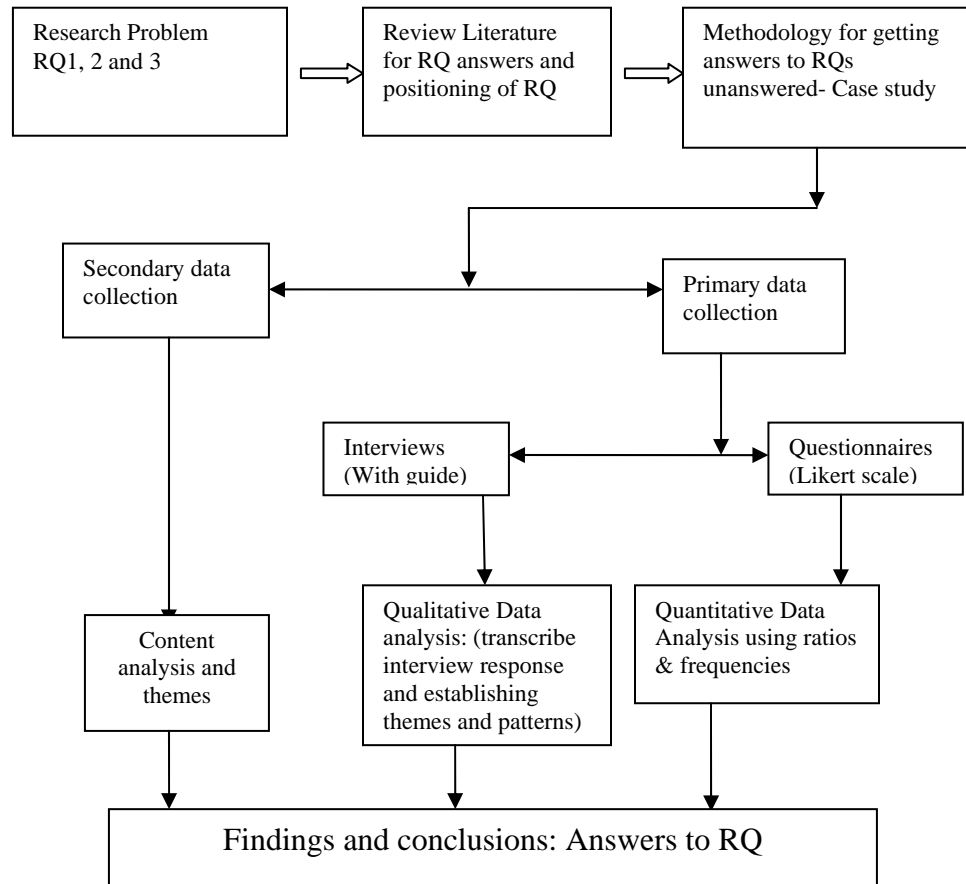 Research Problem
RQ1, 2 and 3
Review Literature
for RQ answers and
positioning of RQ
Methodology for getting
answers to RQs
unanswered- Case study
Secondary data
collection
Primary data
collection
Interviews
(With guide)
Questionnaires
(Likert scale)
Content
analysis and
themes
Qualitative Data
analysis: (transcribe
interview response
and establishing
themes and patterns)
Quantitative Data
Analysis using ratios
& frequencies
Findings and conclusions: Answers to RQ